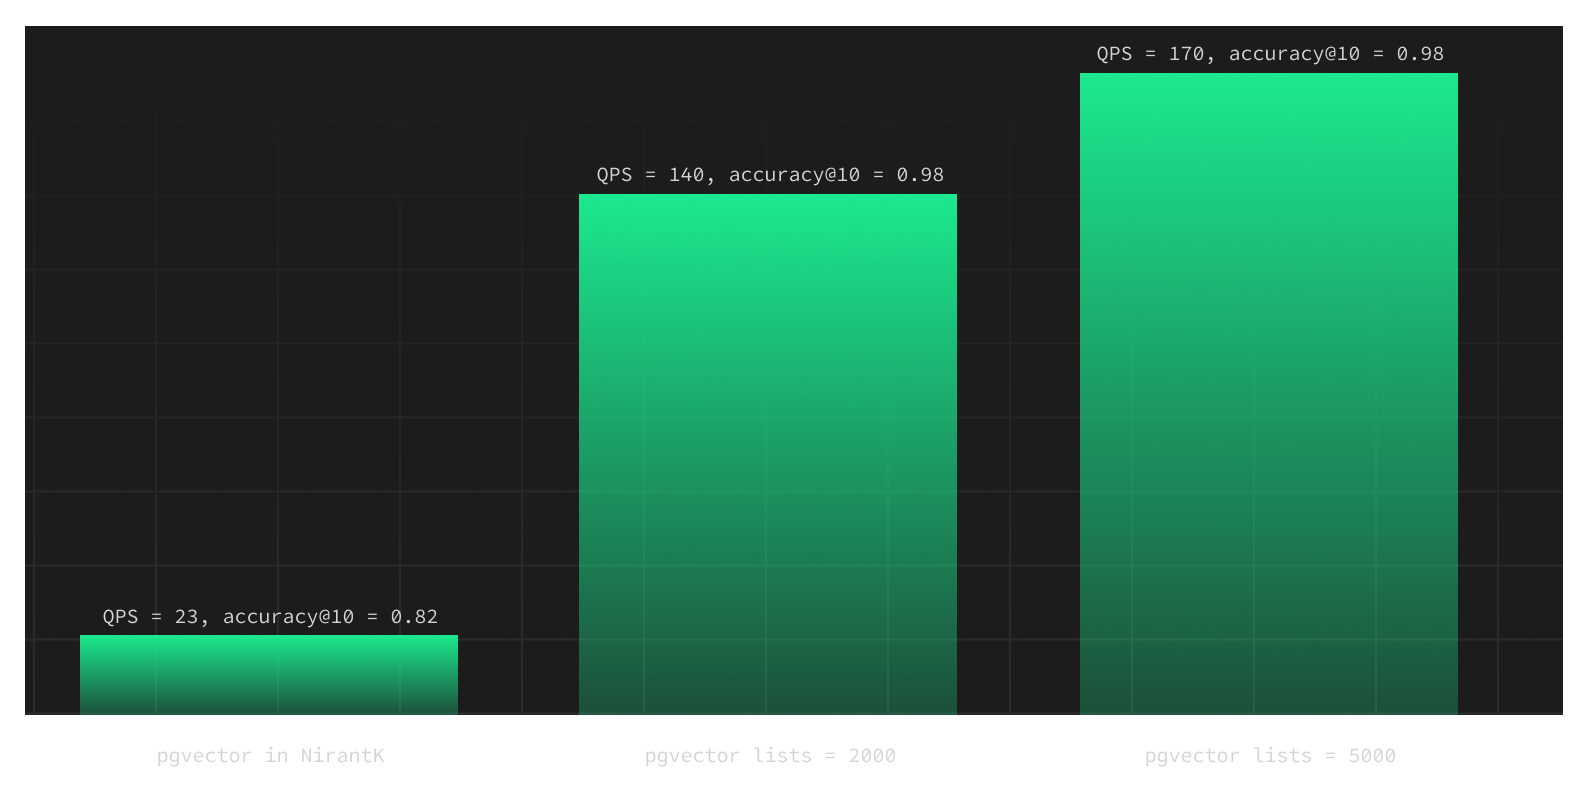 QPS = 170, accuracy@10 = 0.98
QPS = 140, accuracy@10 = 0.98
QPS = 23, accuracy@10 = 0.82
pgvector in NirantK
pgvector lists = 2000
pgvector lists = 5000